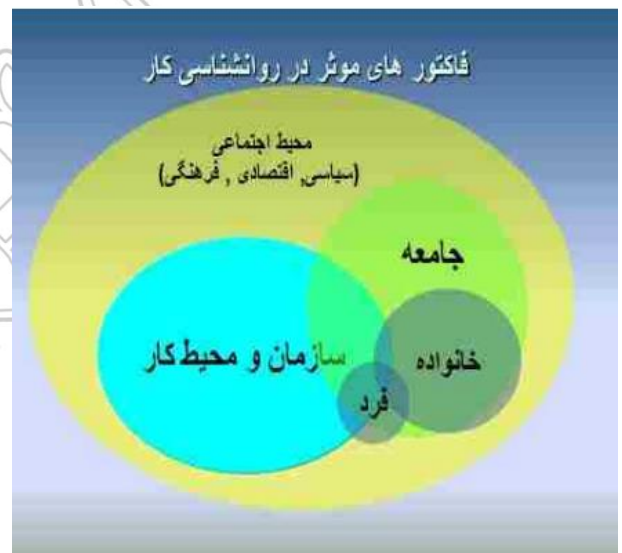 فاکتور های موثر در روانشناسی کار
محیط اجتماعی
(سیاسی, اقتصادی , فرهنگی)
جامعه
سازمان و محیط کار
خانواده
فرد